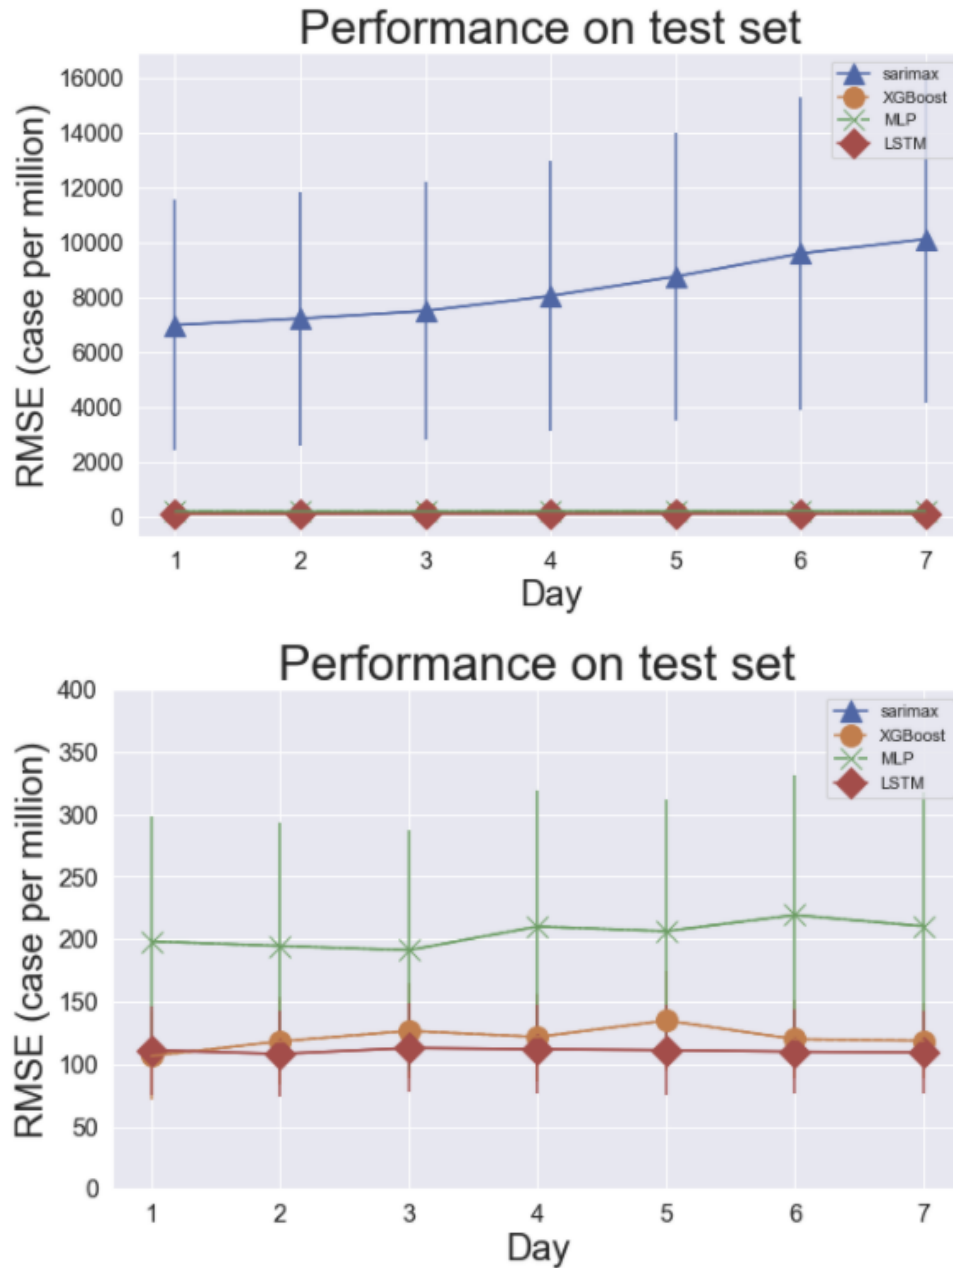 Performance on test set
sarimax
XGBoost
MLP
LSTM
16000
14000
12000
10000
8000
6000
4000
2000
0
RMSE (case per million)
1 2 3 4 5 6 7
Day
Performance on test set
sarimax
XGBoost
MLP
LSTM
400
350
300
250
200
150
100
50
0
RMSE (case per million)
1 2 3 4 5 6 7
Day